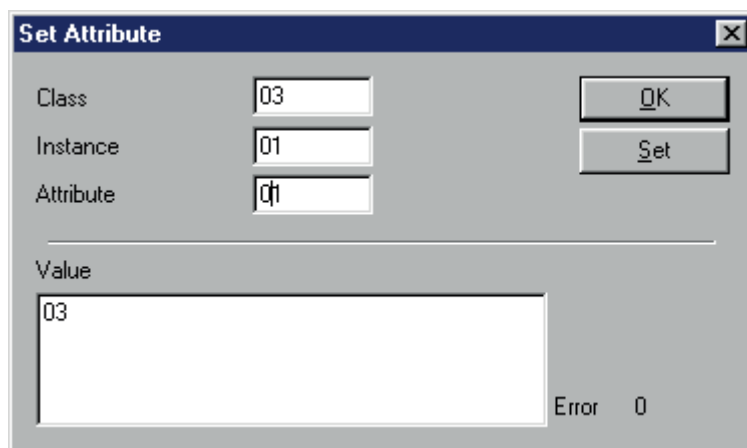 Set Attribute
Class 03 OK
Instance 01 Set
Attribute 01
Value
03
Error 0